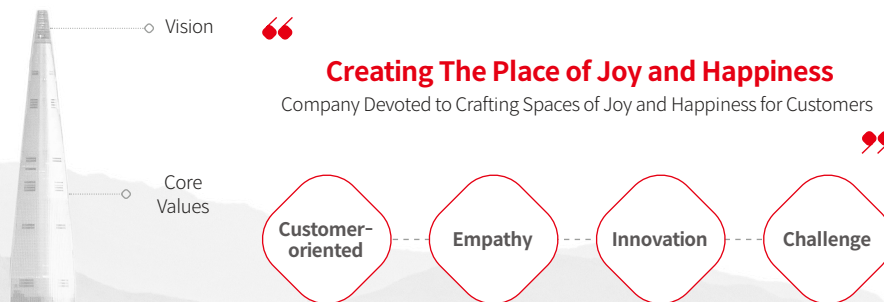 Vision
“
Creating The Place of Joy and Happiness
Company Devoted to Crafting Spaces of Joy and Happiness for Customers
”
Core
Values
Customer-
oriented
Empathy
Innovation
Challenge